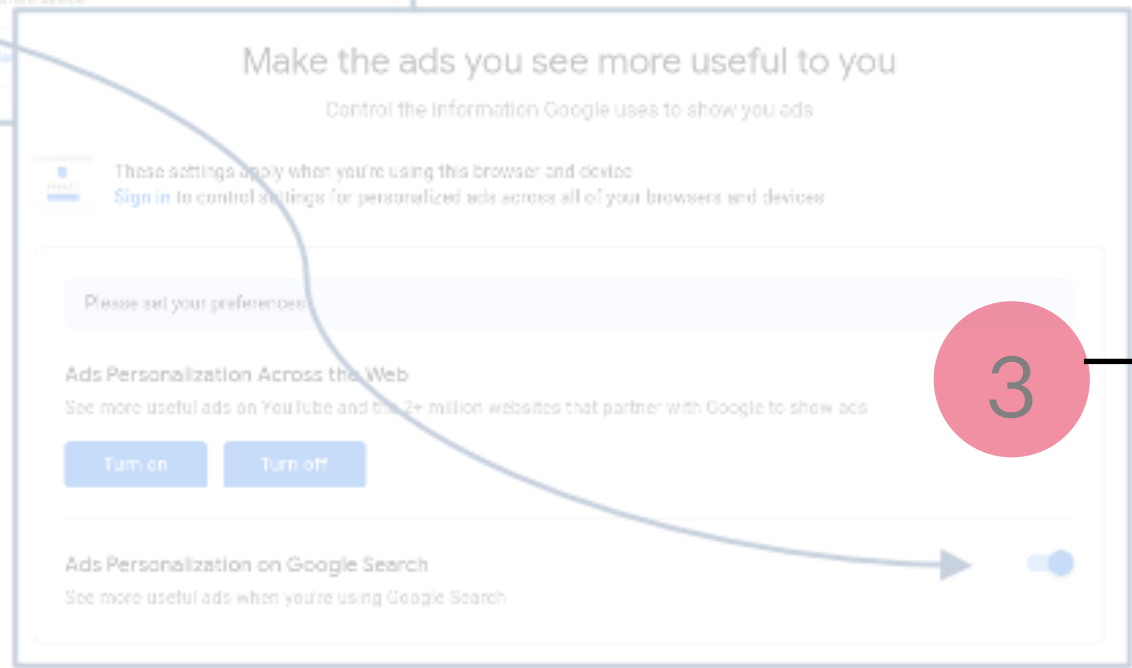 Make the ads you see more useful to you
Control the information Google uses to show you ads
These settings apply when you're using this browser and device
Sign in to control settings for personalized ads across all of your browsers and devices
Please set your preferences
3
Ads Personalization Across the Web
See more useful ads on YouTube and the 2+ million websites that partner with Google to show ads
Turn on Turn off
Ads Personalization on Google Search
See more useful ads when you're using Google Search